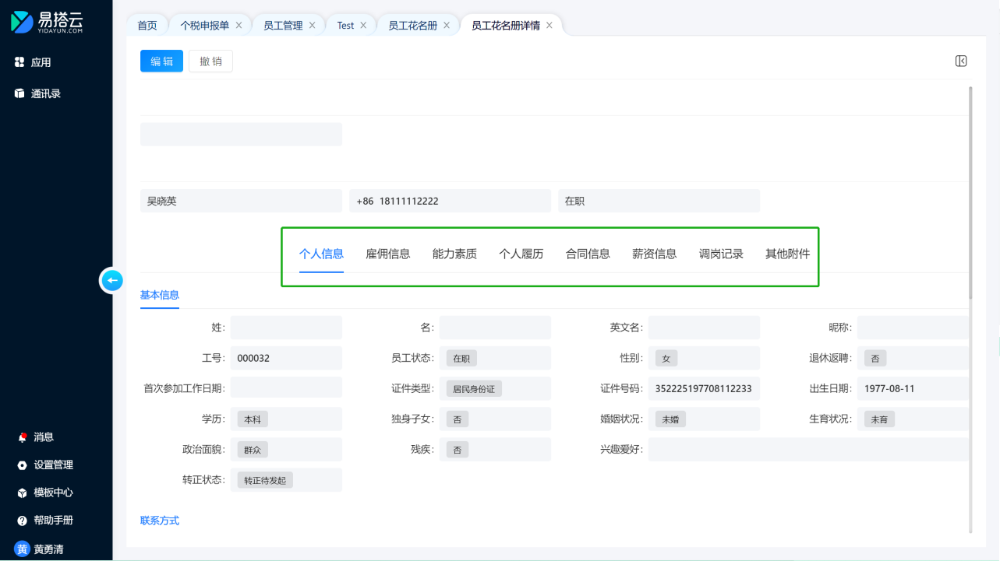 易搭云
YIDAYUN.COM
首页 个税申报单 员工管理 Test 员工花名册 员工花名册详情
应用
通讯录
编辑 撤销
吴晓英 +86 18111112222 在职
个人信息 雇佣信息 能力素质 个人履历 合同信息 薪资信息 调岗记录 其他附件
基本信息
姓: 名: 英文名: 昵称:
工号: 000032 员工状态: 在职 性别: 女 退休返聘: 否
首次参加工作日期: 证件类型: 居民身份证 证件号码: 352225197708112233 出生日期: 1977-08-11
学历: 本科 独身子女: 否 婚姻状况: 未婚 生育状况: 未育
政治面貌: 群众 残疾: 否 兴趣爱好:
转正状态: 转正待发起
联系方式
消息
设置管理
模板中心
帮助手册
黄 黄勇清